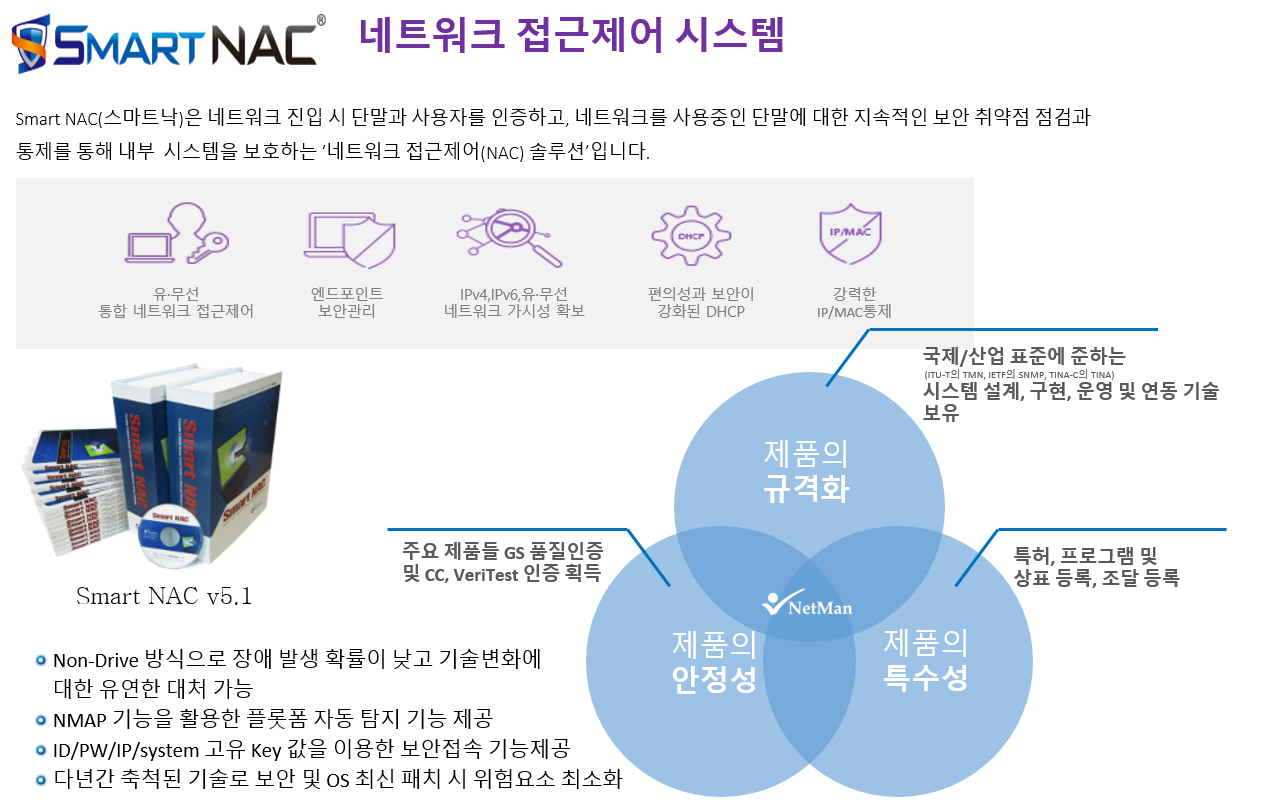 SMART NAC®
네트워크 접근제어 시스템
Smart NAC(스마트낙)은 네트워크 진입 시 단말과 사용자를 인증하고, 네트워크를 사용중인 단말에 대한 지속적인 보안 취약점 점검과
통제를 통해 내부 시스템을 보호하는 ‘네트워크 접근제어(NAC) 솔루션’입니다.
DHCP
IP/MAC
유·무선
통합 네트워크 접근제어
엔드포인트
보안관리
IPv4,IPv6,유·무선
네트워크 가시성 확보
편의성과 보안이
강화된 DHCP
강력한
IP/MAC통제
국제/산업 표준에 준하는
(ITU-T의 TMN, IETF의 SNMP, TINA-C의 TINA)
시스템 설계, 구현, 운영 및 연동 기술
보유
제품의
규격화
주요 제품들 GS 품질인증
및 CC, VeriTest 인증 획득
특허, 프로그램 및
상표 등록, 조달 등록
NetMan
제품의
안정성
제품의
특수성
Smart NAC
Smart NAC
Smart NAC
Smart NAC
Smart NAC
Smart NAC v5.1
Non-Drive 방식으로 장애 발생 확률이 낮고 기술변화에
대한 유연한 대처 가능
NMAP 기능을 활용한 플랫폼 자동 탐지 기능 제공
ID/PW/IP/system 고유 Key 값을 이용한 보안접속 기능제공
다년간 축척된 기술로 보안 및 OS 최신 패치 시 위험요소 최소화